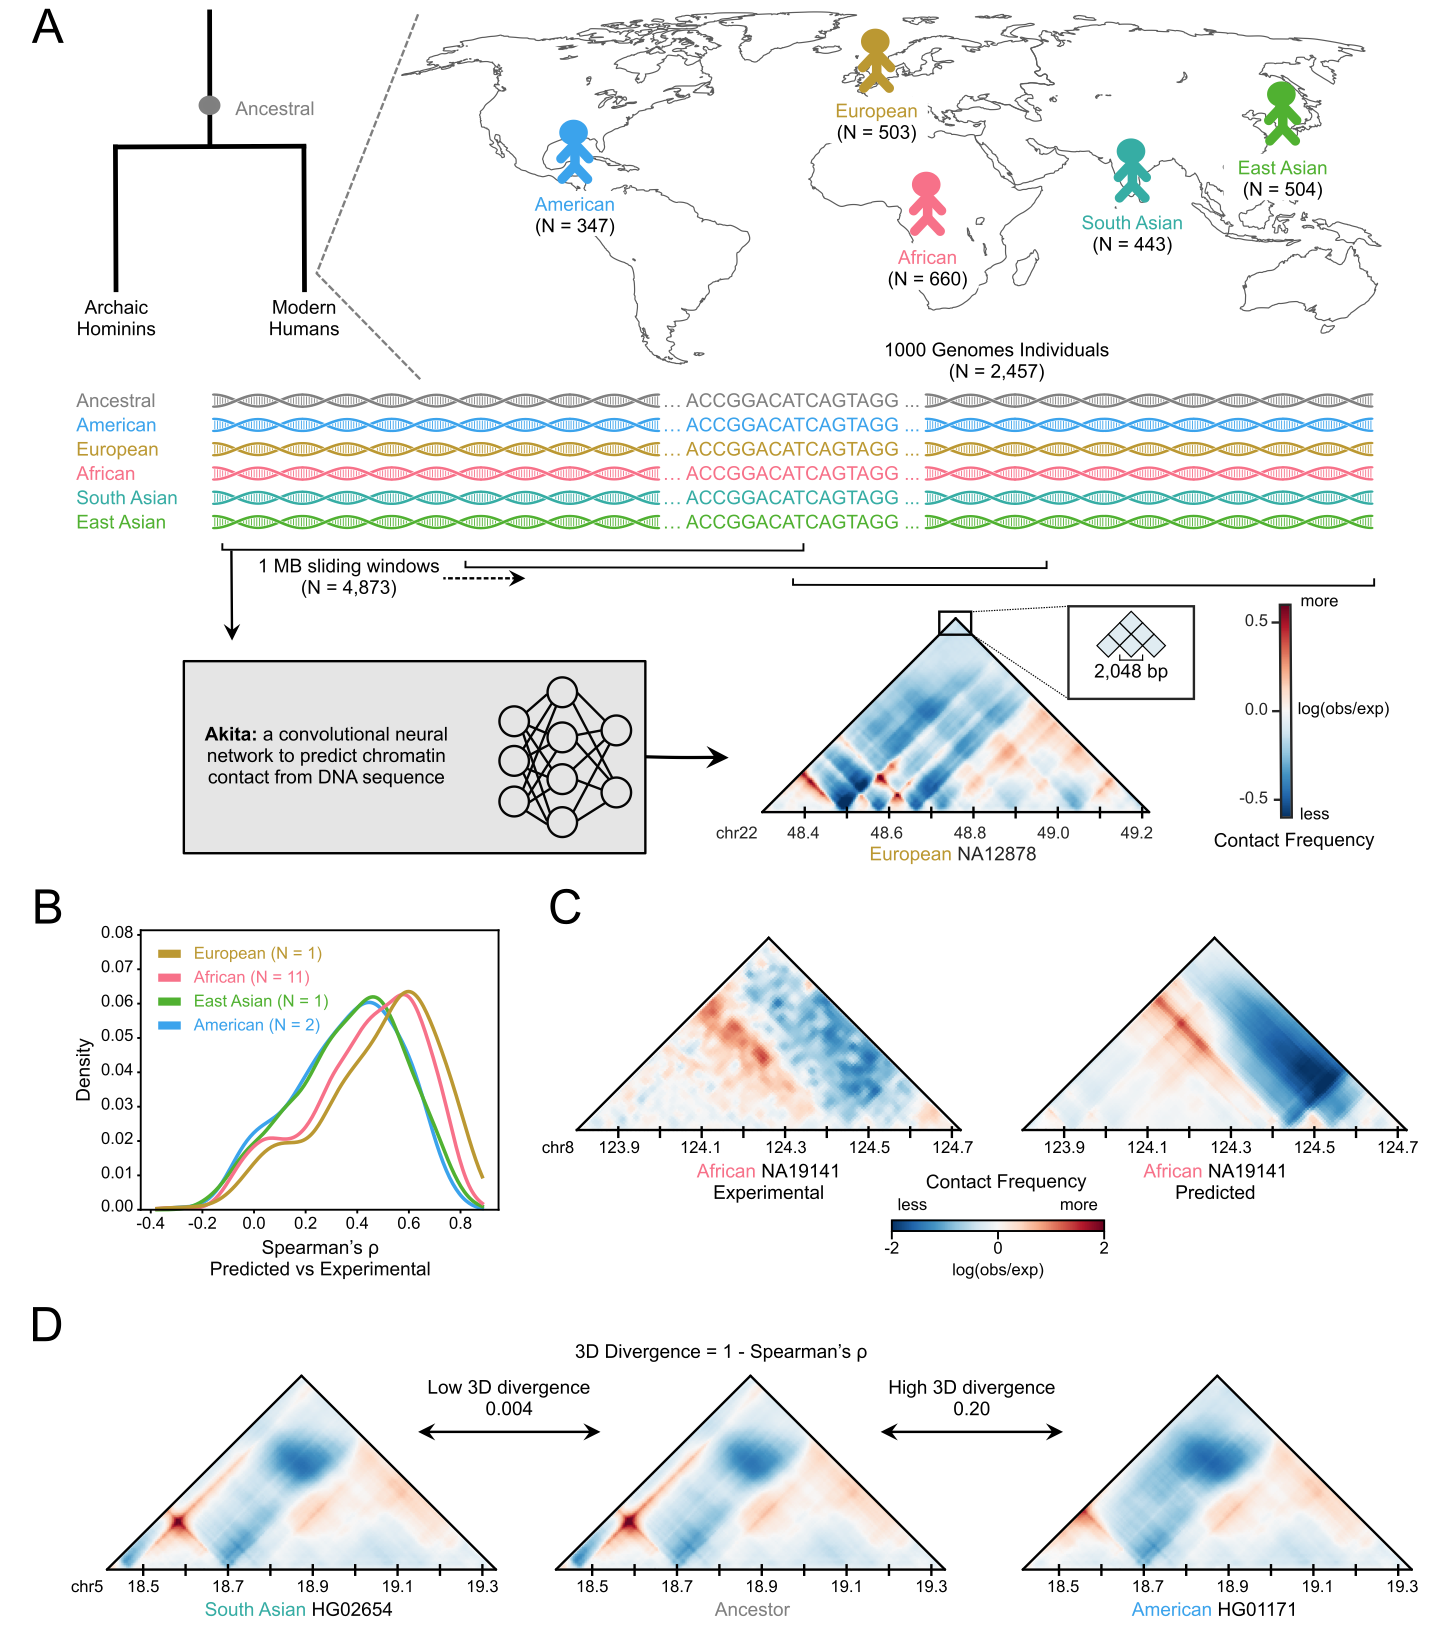 A
Ancestral
Archaic
Hominins
Modern
Humans
American
(N = 347)
European
(N = 503)
African
(N = 660)
South Asian
(N = 443)
East Asian
(N = 504)
1000 Genomes Individuals
(N = 2,457)
Ancestral ... ACCGGACATCAGTAGG ...
American ... ACCGGACATCAGTAGG ...
European ... ACCGGACATCAGTAGG ...
African ... ACCGGACATCAGTAGG ...
South Asian ... ACCGGACATCAGTAGG ...
East Asian ... ACCGGACATCAGTAGG ...
1 MB sliding windows
(N = 4,873)
Akita: a convolutional neural
network to predict chromatin
contact from DNA sequence
2,048 bp
chr22 48.4 48.6 48.8 49.0 49.2
European NA12878
more
0.5
0.0 log(obs/exp)
-0.5
less
Contact Frequency
B
0.08
0.07
0.06
0.05
0.04
0.03
0.02
0.01
0.00
Density
European (N = 1)
African (N = 11)
East Asian (N = 1)
American (N = 2)
-0.4 -0.2 0.0 0.2 0.4 0.6 0.8
Spearman's ρ
Predicted vs Experimental
C
chr8 123.9 124.1 124.3 124.5 124.7
African NA19141
Experimental
123.9 124.1 124.3 124.5 124.7
African NA19141
Predicted
Contact Frequency
less more
-2 0 2
log(obs/exp)
D
3D Divergence = 1 - Spearman's ρ
Low 3D divergence
0.004
High 3D divergence
0.20
chr5 18.5 18.7 18.9 19.1 19.3
South Asian HG02654
18.5 18.7 18.9 19.1 19.3
Ancestor
18.5 18.7 18.9 19.1 19.3
American HG01171